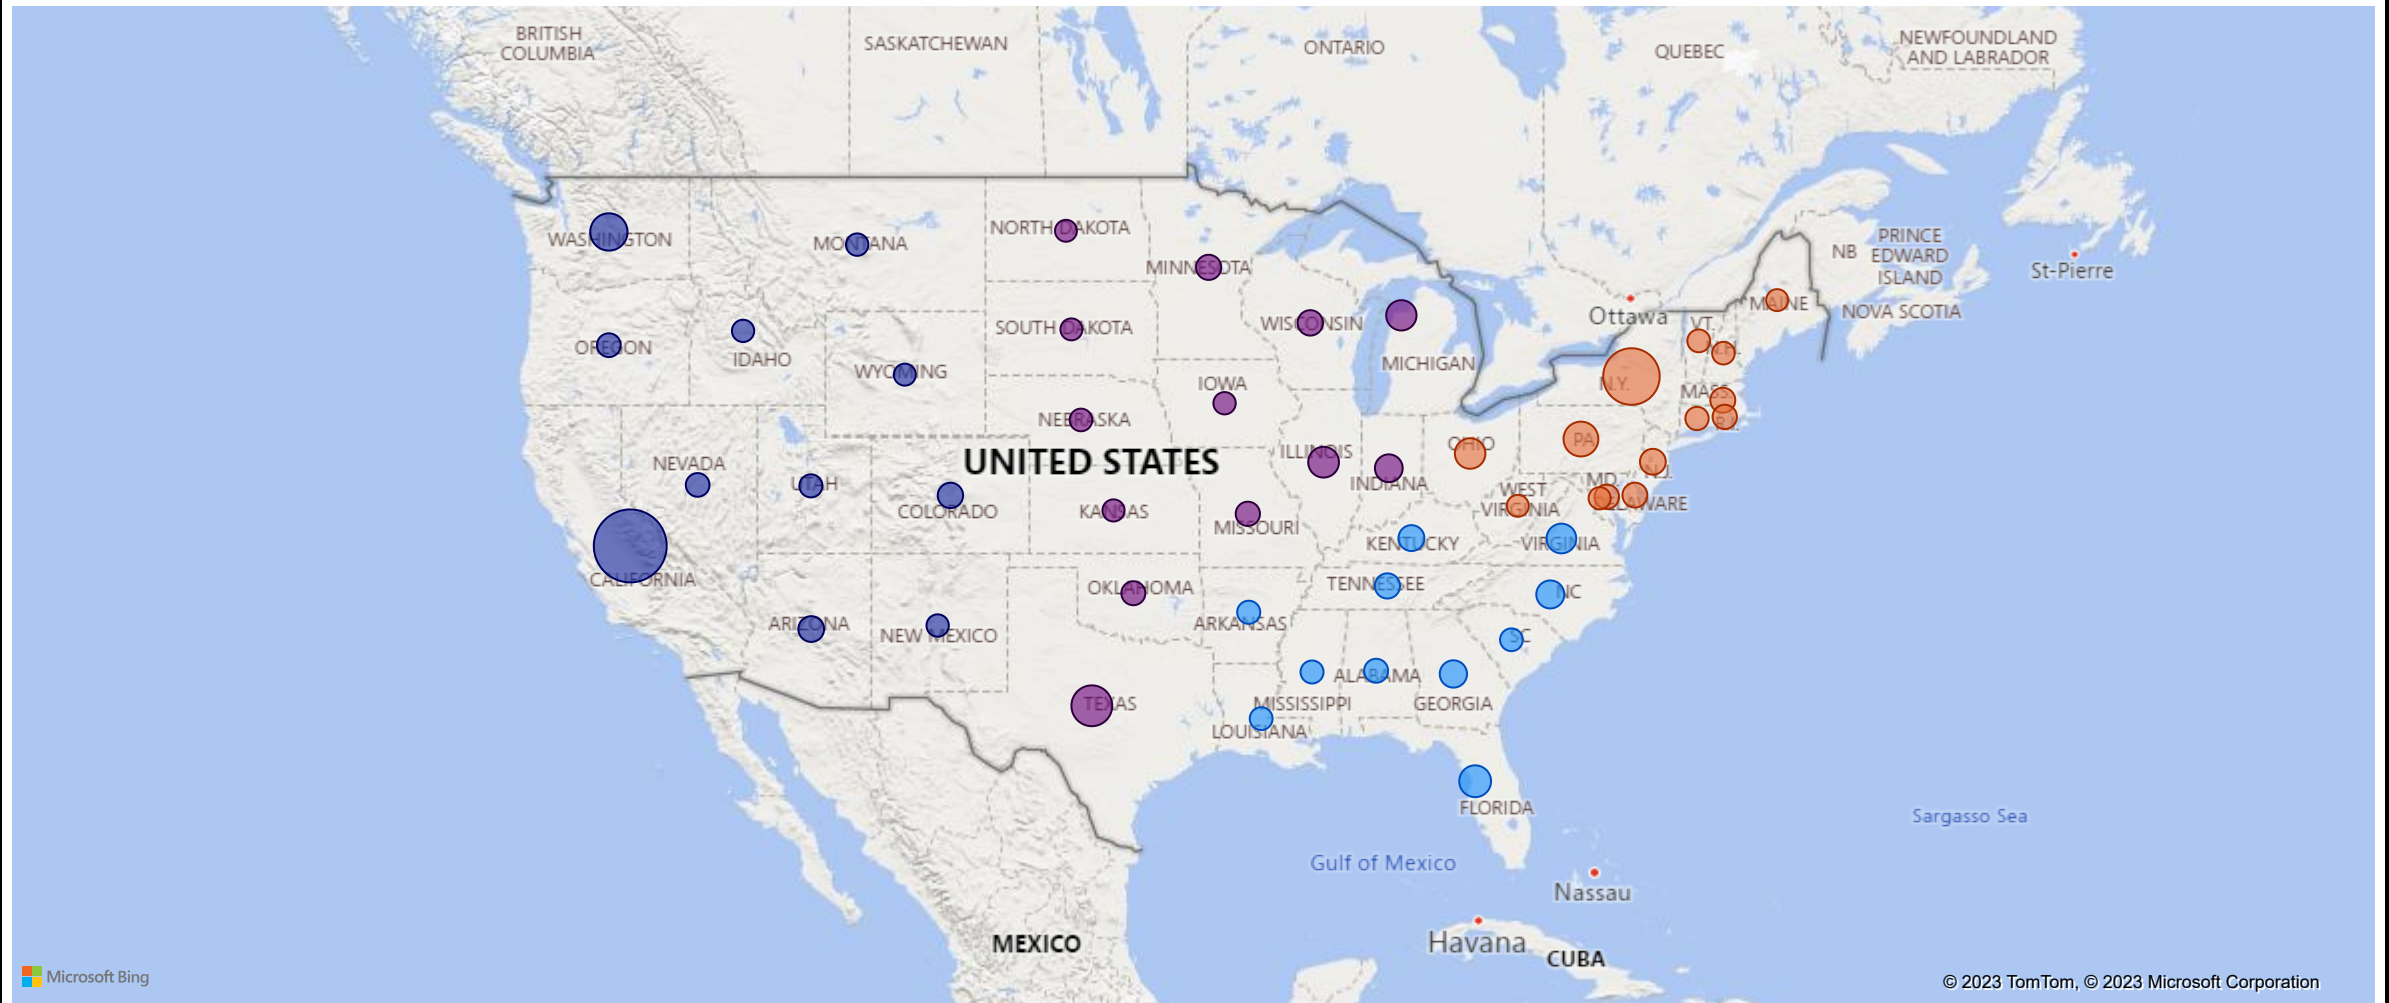 BRITISH
COLUMBIA
SASKATCHEWAN
ONTARIO
QUEBEC
NEWFOUNDLAND
AND LABRADOR
WASHINGTON
MONTANA
NORTH DAKOTA
MINNESOTA
NB
PRINCE
EDWARD
ISLAND
St-Pierre
OREGON
IDAHO
WYOMING
SOUTH DAKOTA
WISCONSIN
MICHIGAN
Ottawa
VT.
MAINE
NOVA SCOTIA
N.H.
NEBRASKA
IOWA
N.Y.
MASS.
R.I.
NEVADA
UTAH
COLORADO
UNITED STATES
KANSAS
MISSOURI
ILLINOIS
INDIANA
OHIO
PA
N.J.
MD.
DELAWARE
WEST
VIRGINIA
CALIFORNIA
KENTUCKY
VIRGINIA
ARIZONA
NEW MEXICO
OKLAHOMA
ARKANSAS
TENNESSEE
NC
SC
TEXAS
MISSISSIPPI
ALABAMA
GEORGIA
LOUISIANA
FLORIDA
Sargasso Sea
Gulf of Mexico
Nassau
MEXICO
Havana
CUBA
Microsoft Bing
© 2023 TomTom, © 2023 Microsoft Corporation